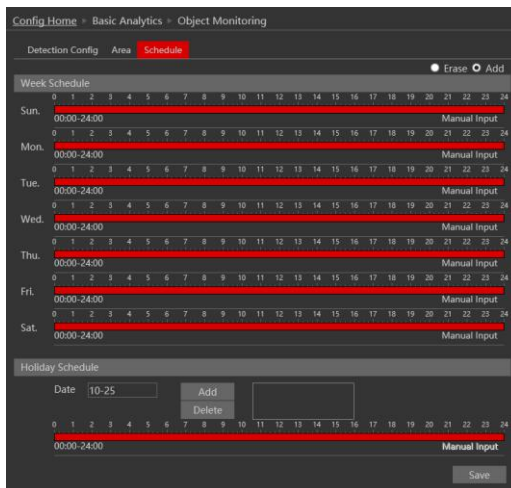 Config Home ▸ Basic Analytics ▸ Object Monitoring
Detection Config Area Schedule
Erase Add
Week Schedule
0 1 2 3 4 5 6 7 8 9 10 11 12 13 14 15 16 17 18 19 20 21 22 23 24
Sun.
00:00-24:00 Manual Input
0 1 2 3 4 5 6 7 8 9 10 11 12 13 14 15 16 17 18 19 20 21 22 23 24
Mon.
00:00-24:00 Manual Input
0 1 2 3 4 5 6 7 8 9 10 11 12 13 14 15 16 17 18 19 20 21 22 23 24
Tue.
00:00-24:00 Manual Input
0 1 2 3 4 5 6 7 8 9 10 11 12 13 14 15 16 17 18 19 20 21 22 23 24
Wed.
00:00-24:00 Manual Input
0 1 2 3 4 5 6 7 8 9 10 11 12 13 14 15 16 17 18 19 20 21 22 23 24
Thu.
00:00-24:00 Manual Input
0 1 2 3 4 5 6 7 8 9 10 11 12 13 14 15 16 17 18 19 20 21 22 23 24
Fri.
00:00-24:00 Manual Input
0 1 2 3 4 5 6 7 8 9 10 11 12 13 14 15 16 17 18 19 20 21 22 23 24
Sat.
00:00-24:00 Manual Input
Holiday Schedule
Date 10-25 Add
Delete
0 1 2 3 4 5 6 7 8 9 10 11 12 13 14 15 16 17 18 19 20 21 22 23 24
00:00-24:00 Manual Input
Save